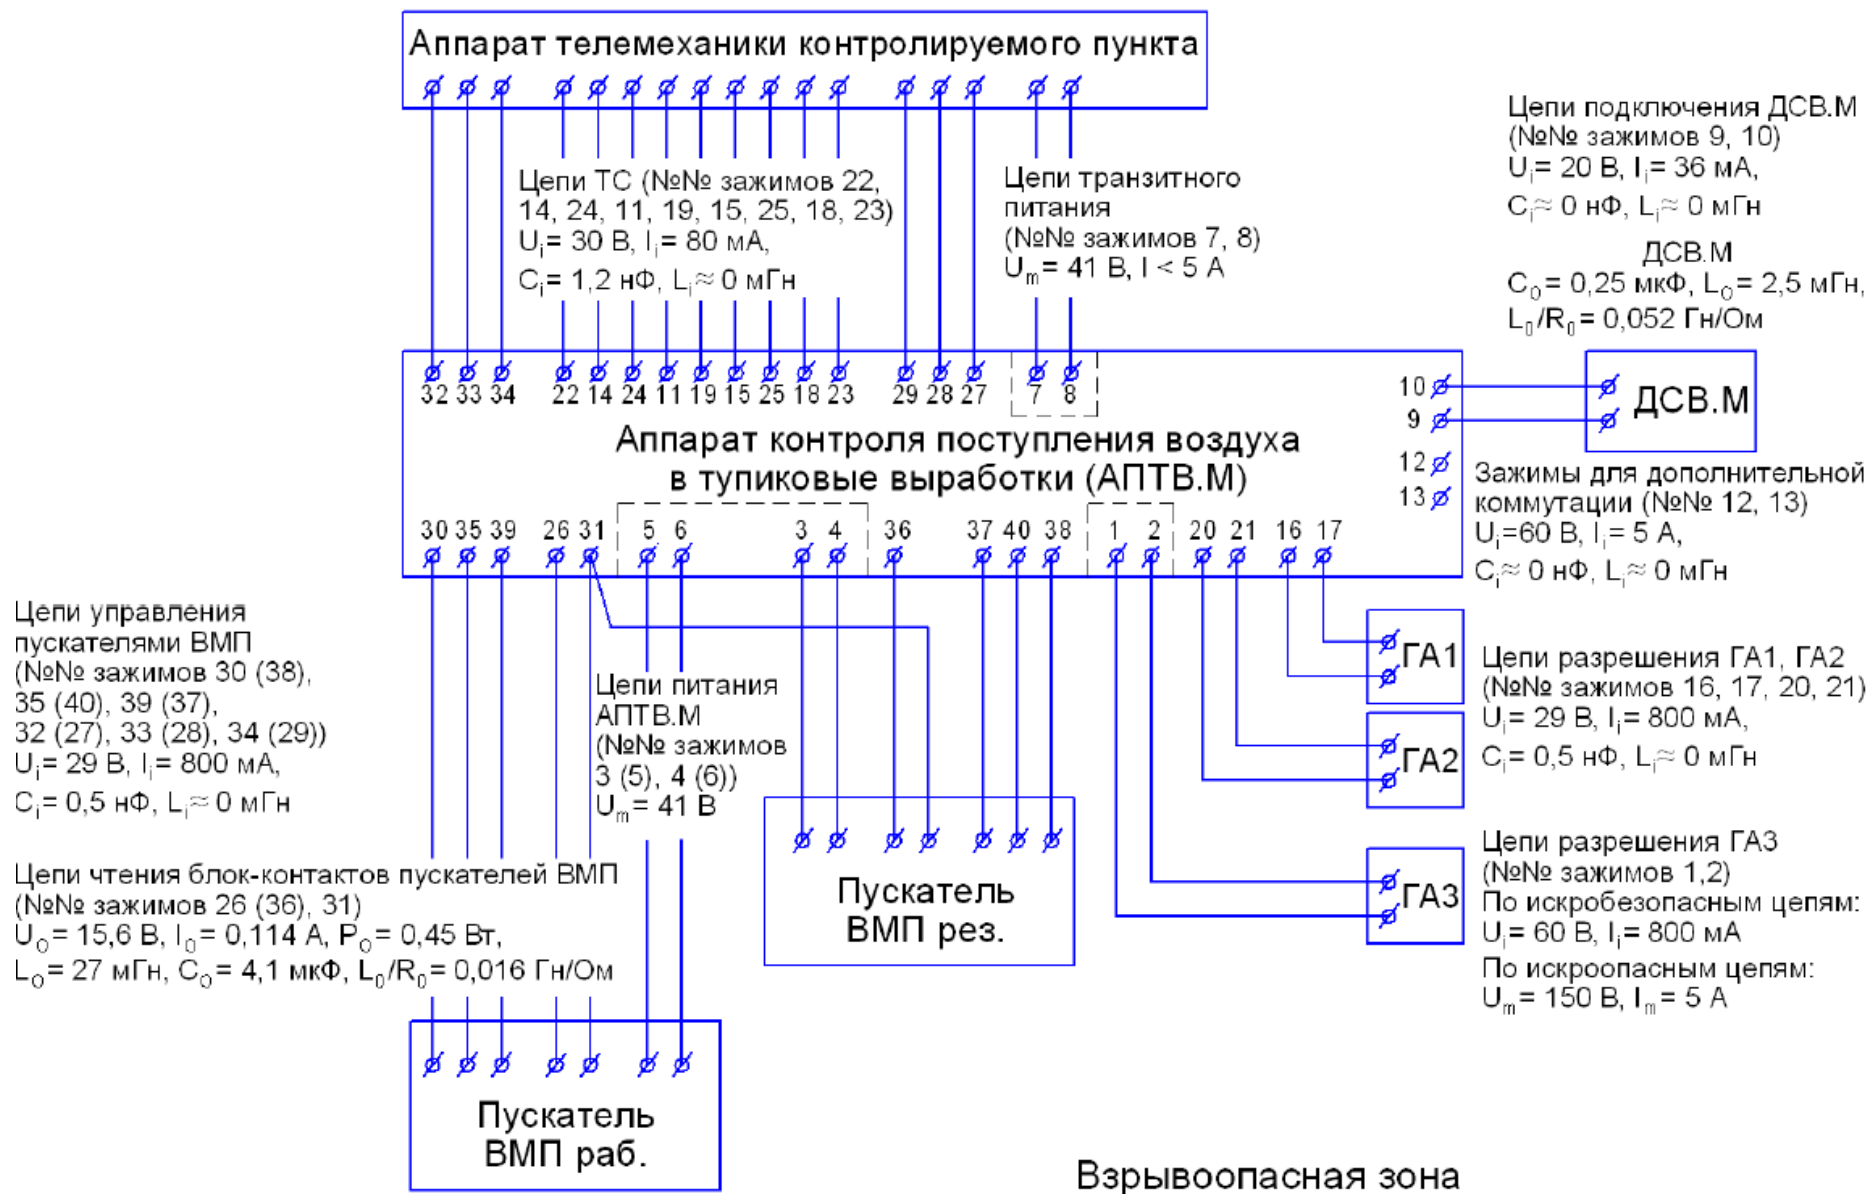 Аппарат телемеханики контролируемого пункта
Цепи ТС (№№ зажимов 22,
14, 24, 11, 19, 15, 25, 18, 23)
Uᵢ= 30 В, Iᵢ= 80 мА,
Cᵢ= 1,2 нФ, Lᵢ≈ 0 мГн
Цепи транзитного
питания
(№№ зажимов 7, 8)
Uₘ= 41 В, I < 5 А
Цепи подключения ДСВ.М
(№№ зажимов 9, 10)
Uᵢ= 20 В, Iᵢ= 36 мА,
Cᵢ≈ 0 нФ, Lᵢ≈ 0 мГн
ДСВ.М
C₀= 0,25 мкФ, L₀= 2,5 мГн,
L₀/R₀= 0,052 Гн/Ом
32 33 34 22 14 24 11 19 15 25 18 23 29 28 27 7 8
10
9
12
13
ДСВ.М
Аппарат контроля поступления воздуха
в тупиковые выработки (АПТВ.М)
Зажимы для дополнительной
коммутации (№№ 12, 13)
Uᵢ=60 В, Iᵢ= 5 А,
Cᵢ≈ 0 нФ, Lᵢ≈ 0 мГн
30 35 39 26 31 5 6 3 4 36 37 40 38 1 2 20 21 16 17
Цепи управления
пускателями ВМП
(№№ зажимов 30 (38),
35 (40), 39 (37),
32 (27), 33 (28), 34 (29))
Uᵢ= 29 В, Iᵢ= 800 мА,
Cᵢ= 0,5 нФ, Lᵢ≈ 0 мГн
Цепи питания
АПТВ.М
(№№ зажимов
3 (5), 4 (6))
Uₘ= 41 В
ГА1
ГА2
Цепи разрешения ГА1, ГА2
(№№ зажимов 16, 17, 20, 21)
Uᵢ= 29 В, Iᵢ= 800 мА,
Cᵢ= 0,5 нФ, Lᵢ≈ 0 мГн
Цепи чтения блок-контактов пускателей ВМП
(№№ зажимов 26 (36), 31)
U₀= 15,6 В, I₀= 0,114 А, P₀= 0,45 Вт,
L₀= 27 мГн, C₀= 4,1 мкФ, L₀/R₀= 0,016 Гн/Ом
Пускатель
ВМП рез.
ГА3
Цепи разрешения ГА3
(№№ зажимов 1,2)
По искробезопасным цепям:
Uᵢ= 60 В, Iᵢ= 800 мА
По искроопасным цепям:
Uₘ= 150 В, Iₘ= 5 А
Пускатель
ВМП раб.
Взрывоопасная зона